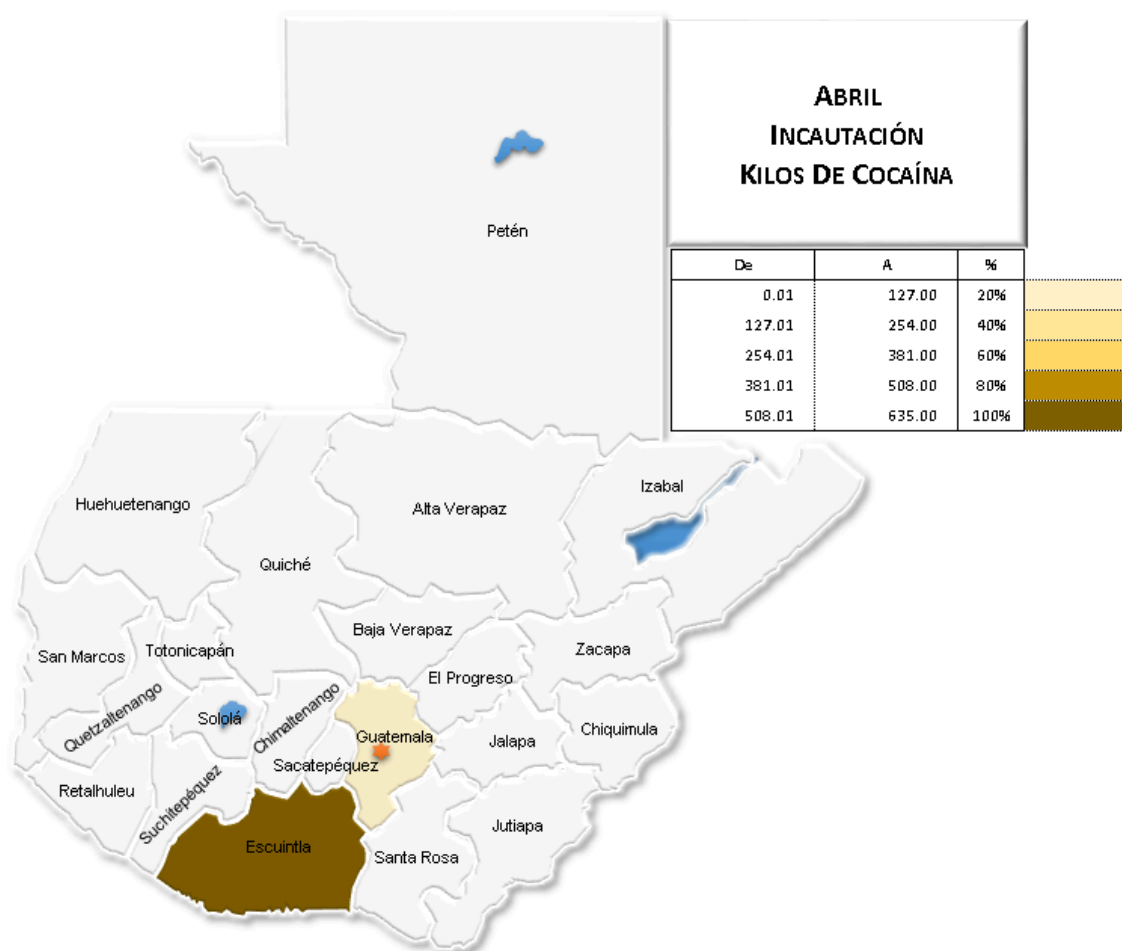 ABRIL
INCAUTACIÓN
KILOS DE COCAÍNA
De A %
0.01 127.00 20%
127.01 254.00 40%
254.01 381.00 60%
381.01 508.00 80%
508.01 635.00 100%
Petén
Izabal
Huehuetenango
Alta Verapaz
Quiché
Baja Verapaz
San Marcos
Totonicapán
Zacapa
El Progreso
Quetzaltenango
Sololá
Chimaltenango
Guatemala
Jalapa
Chiquimula
Sacatepéquez
Retalhuleu
Suchitepéquez
Jutiapa
Escuintla
Santa Rosa